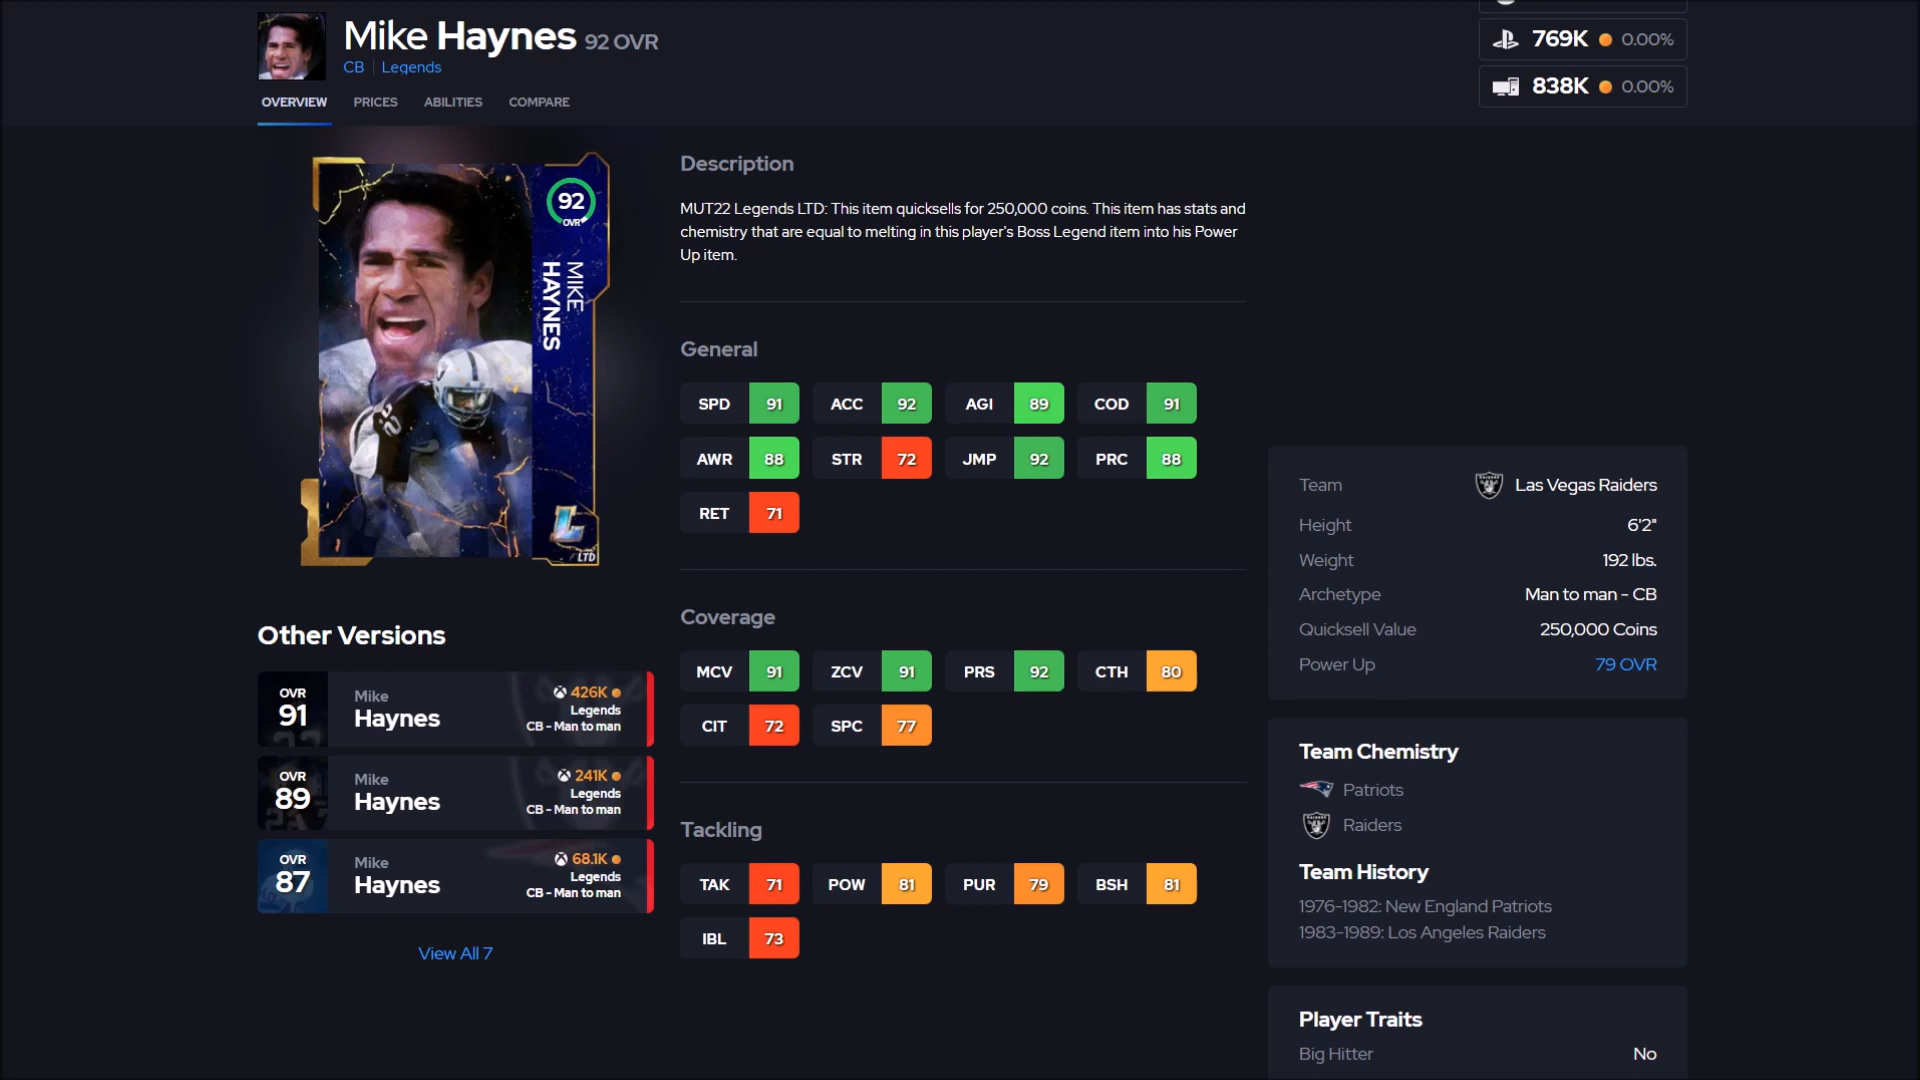 Mike Haynes 92 OVR
CB | Legends
OVERVIEW PRICES ABILITIES COMPARE
769K 0.00%
838K 0.00%
92
OVR
MIKE
HAYNES
LTD
Description
MUT22 Legends LTD: This item quicksells for 250,000 coins. This item has stats and
chemistry that are equal to melting in this player's Boss Legend item into his Power
Up item.
General
SPD 91 ACC 92 AGI 89 COD 91
AWR 88 STR 72 JMP 92 PRC 88
RET 71
Coverage
MCV 91 ZCV 91 PRS 92 CTH 80
CIT 72 SPC 77
Tackling
TAK 71 POW 81 PUR 79 BSH 81
IBL 73
Other Versions
OVR 91 Mike Haynes 426K Legends CB - Man to man
OVR 89 Mike Haynes 241K Legends CB - Man to man
OVR 87 Mike Haynes 68.1K Legends CB - Man to man
View All 7
Team Las Vegas Raiders
Height 6'2"
Weight 192 lbs.
Archetype Man to man - CB
Quicksell Value 250,000 Coins
Power Up 79 OVR
Team Chemistry
Patriots
Raiders
Team History
1976-1982: New England Patriots
1983-1989: Los Angeles Raiders
Player Traits
Big Hitter No